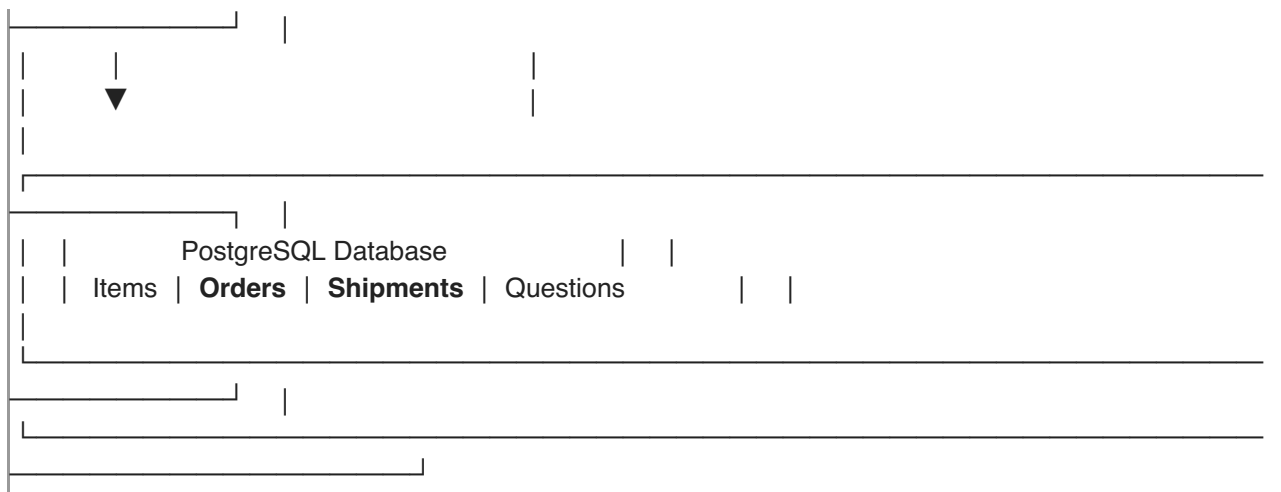 PostgreSQL Database
Items | Orders | Shipments | Questions